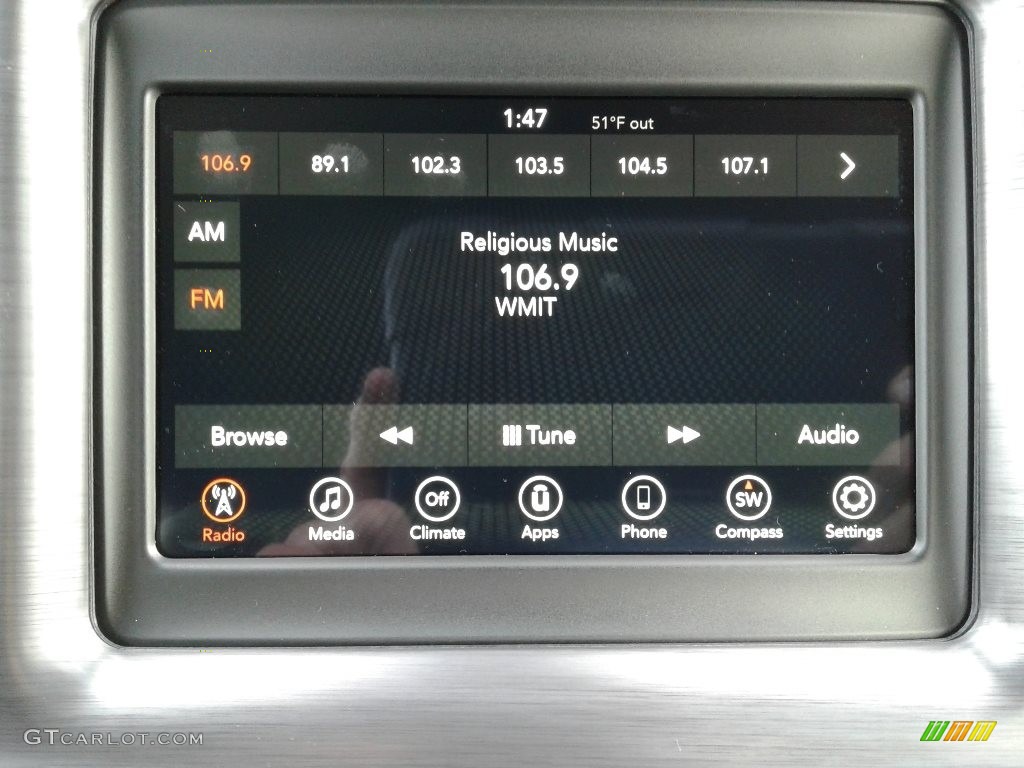 1:47 51°F out
106.9 89.1 102.3 103.5 104.5 107.1
AM
Religious Music
106.9
FM
WMIT
Browse Tune Audio
Off SW
Radio Media Climate Apps Phone Compass Settings
GTCARLOT.COM